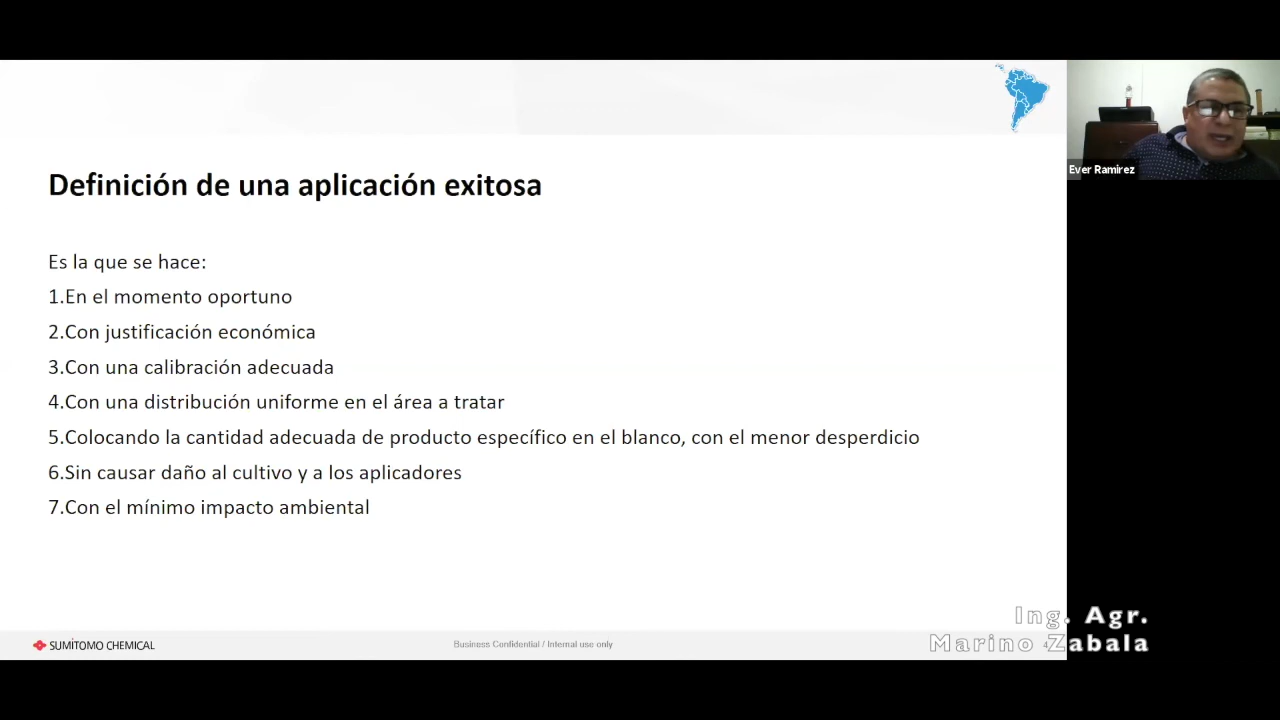 Definición de una aplicación exitosa
Es la que se hace:
1.En el momento oportuno
2.Con justificación económica
3.Con una calibración adecuada
4.Con una distribución uniforme en el área a tratar
5.Colocando la cantidad adecuada de producto específico en el blanco, con el menor desperdicio
6.Sin causar daño al cultivo y a los aplicadores
7.Con el mínimo impacto ambiental
Ever Ramirez
SUMİTOMO CHEMICAL
Business Confidential / Internal use only
4
Ing. Agr.
Marino Zabala